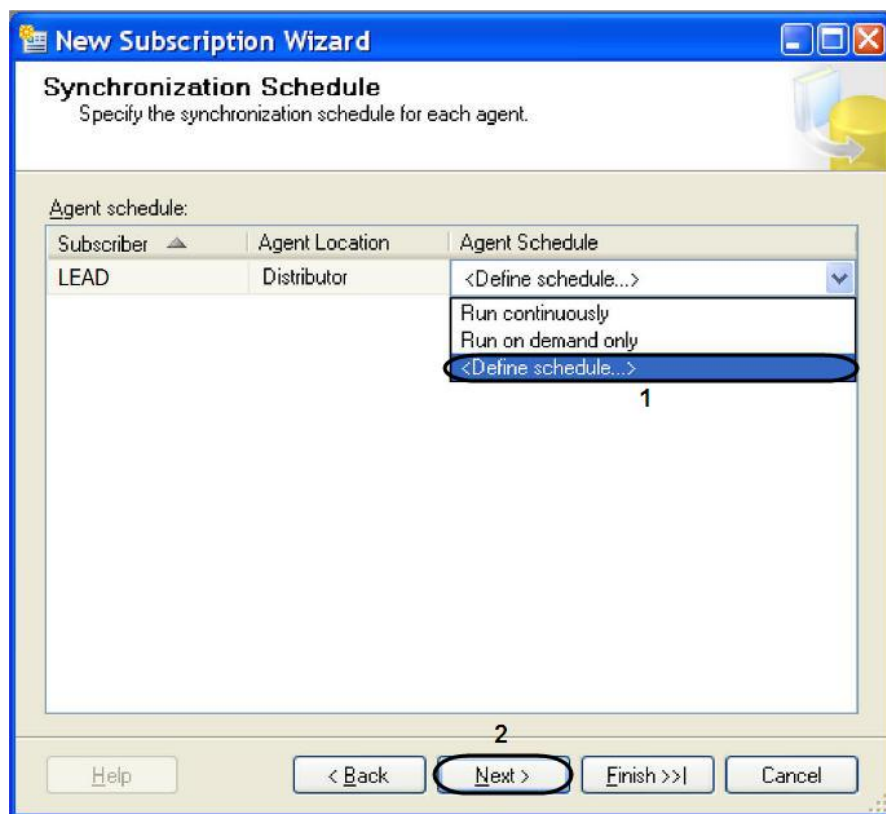 New Subscription Wizard
Synchronization Schedule
Specify the synchronization schedule for each agent.
Agent schedule:
Subscriber Agent Location Agent Schedule
LEAD Distributor <Define schedule...>
Run continuously
Run on demand only
<Define schedule...>
1
2
Help < Back Next > Finish >>| Cancel